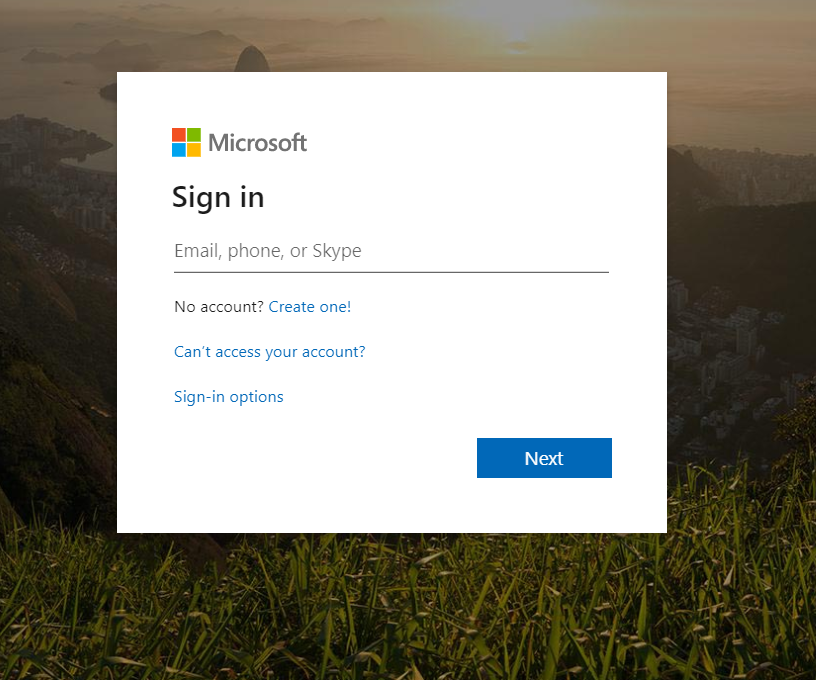 Microsoft
Sign in
Email, phone, or Skype
No account? Create one!
Can't access your account?
Sign-in options
Next